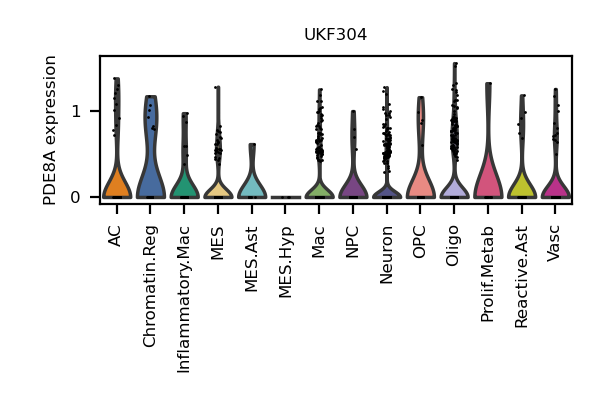 UKF304
PDE8A expression
1
0
AC
Chromatin.Reg
Inflammatory.Mac
MES
MES.Ast
MES.Hyp
Mac
NPC
Neuron
OPC
Oligo
Prolif.Metab
Reactive.Ast
Vasc